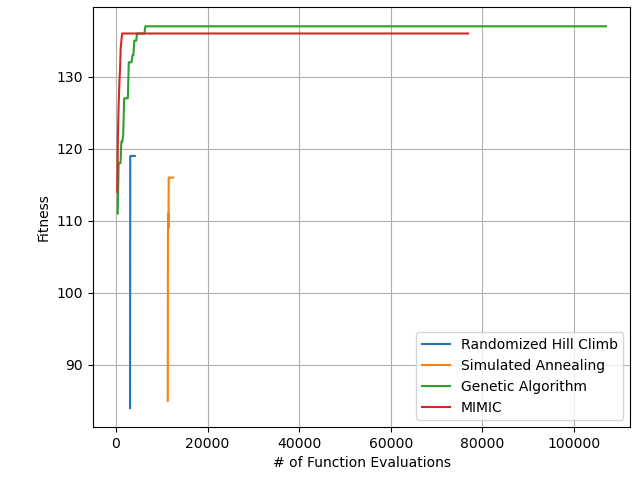 130
120
110
100
90
Fitness
0 20000 40000 60000 80000 100000
# of Function Evaluations
Randomized Hill Climb
Simulated Annealing
Genetic Algorithm
MIMIC